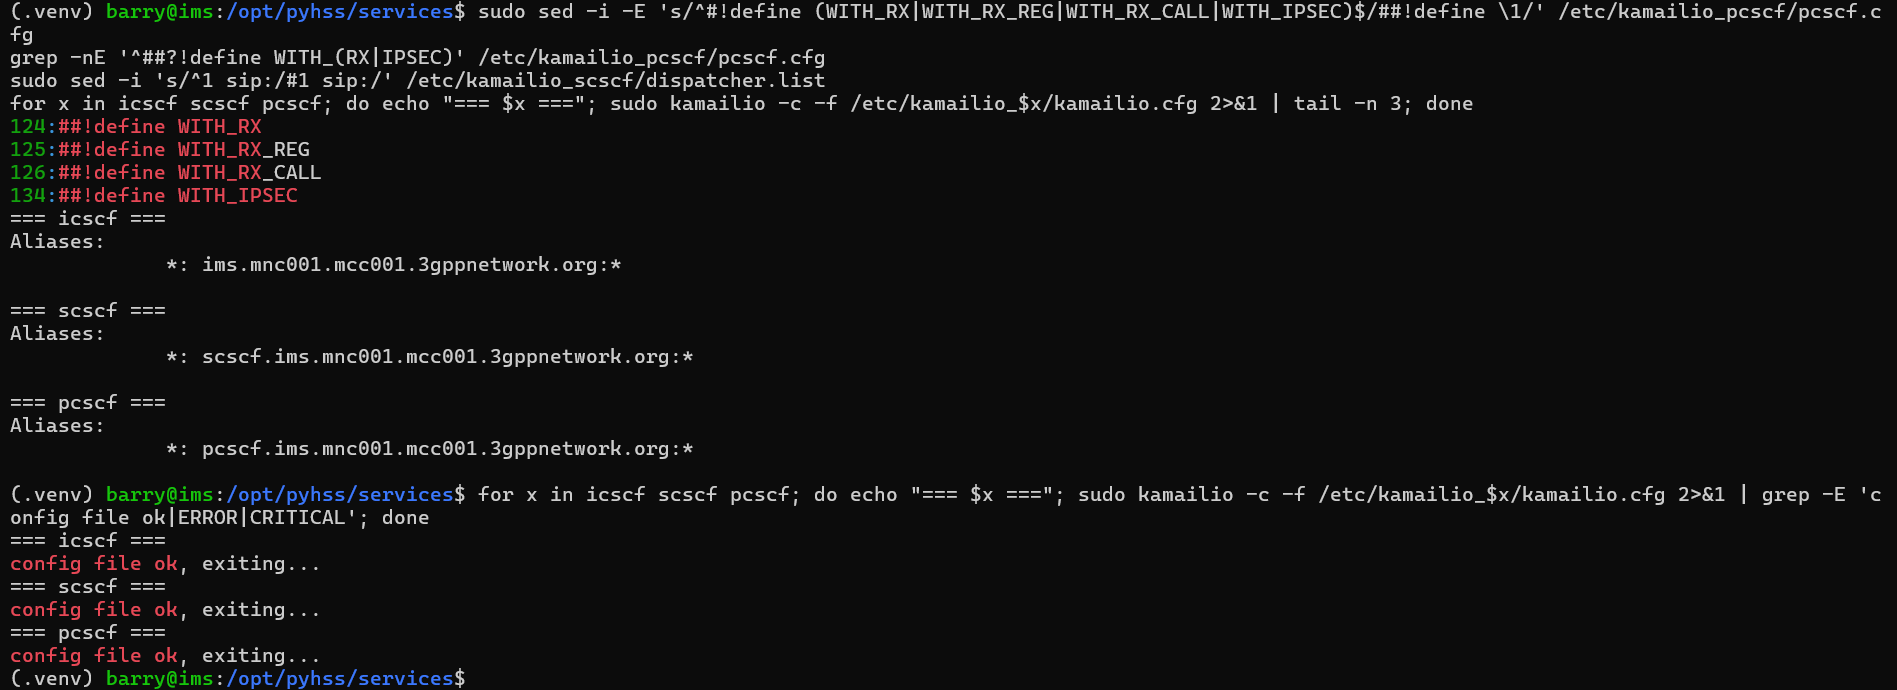 (.venv) barry@ims:/opt/pyhss/services$ sudo sed -i -E 's/^#!define (WITH_RX|WITH_RX_REG|WITH_RX_CALL|WITH_IPSEC)$/##!define \1/' /etc/kamailio_pcscf/pcscf.c
fg
grep -nE '^##?!define WITH_(RX|IPSEC)' /etc/kamailio_pcscf/pcscf.cfg
sudo sed -i 's/^1 sip:/#1 sip:/' /etc/kamailio_scscf/dispatcher.list
for x in icscf scscf pcscf; do echo "=== $x ==="; sudo kamailio -c -f /etc/kamailio_$x/kamailio.cfg 2>&1 | tail -n 3; done
124:##!define WITH_RX
125:##!define WITH_RX_REG
126:##!define WITH_RX_CALL
134:##!define WITH_IPSEC
=== icscf ===
Aliases:
             *: ims.mnc001.mcc001.3gppnetwork.org:*

=== scscf ===
Aliases:
             *: scscf.ims.mnc001.mcc001.3gppnetwork.org:*

=== pcscf ===
Aliases:
             *: pcscf.ims.mnc001.mcc001.3gppnetwork.org:*

(.venv) barry@ims:/opt/pyhss/services$ for x in icscf scscf pcscf; do echo "=== $x ==="; sudo kamailio -c -f /etc/kamailio_$x/kamailio.cfg 2>&1 | grep -E 'c
onfig file ok|ERROR|CRITICAL'; done
=== icscf ===
config file ok, exiting...
=== scscf ===
config file ok, exiting...
=== pcscf ===
config file ok, exiting...
(.venv) barry@ims:/opt/pyhss/services$